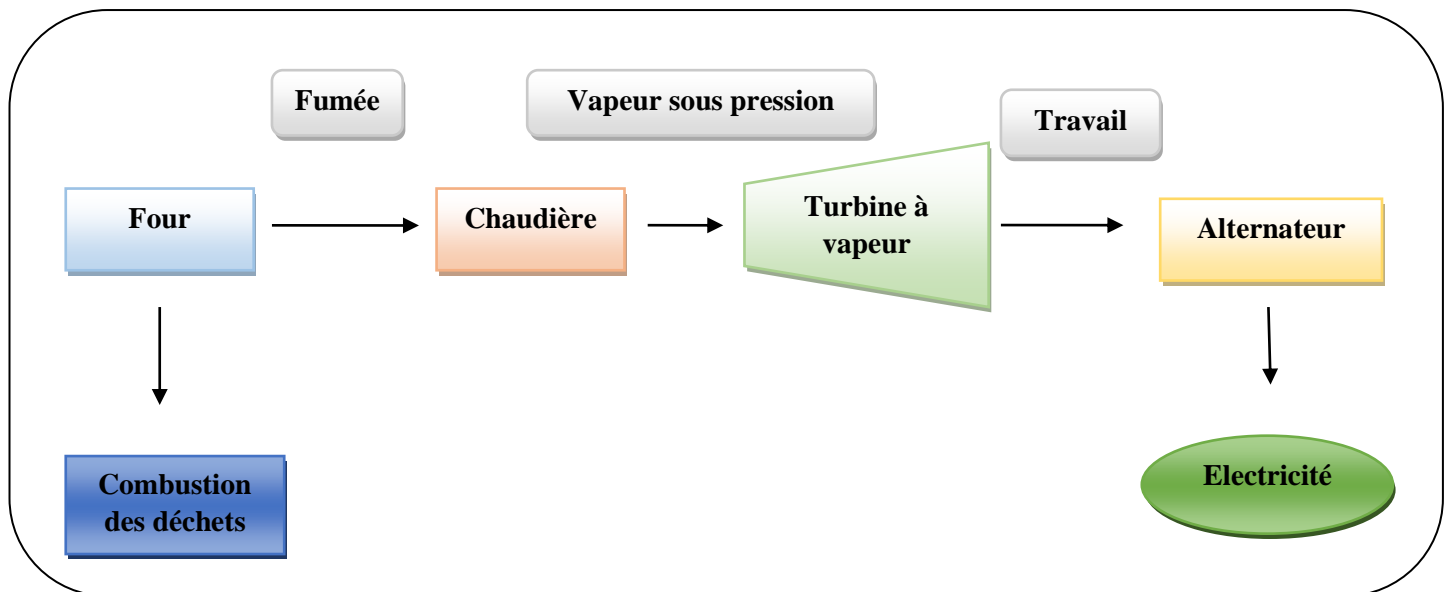 Fumée
Vapeur sous pression
Travail
Four
Chaudière
Turbine à
vapeur
Alternateur
Combustion
des déchets
Electricité